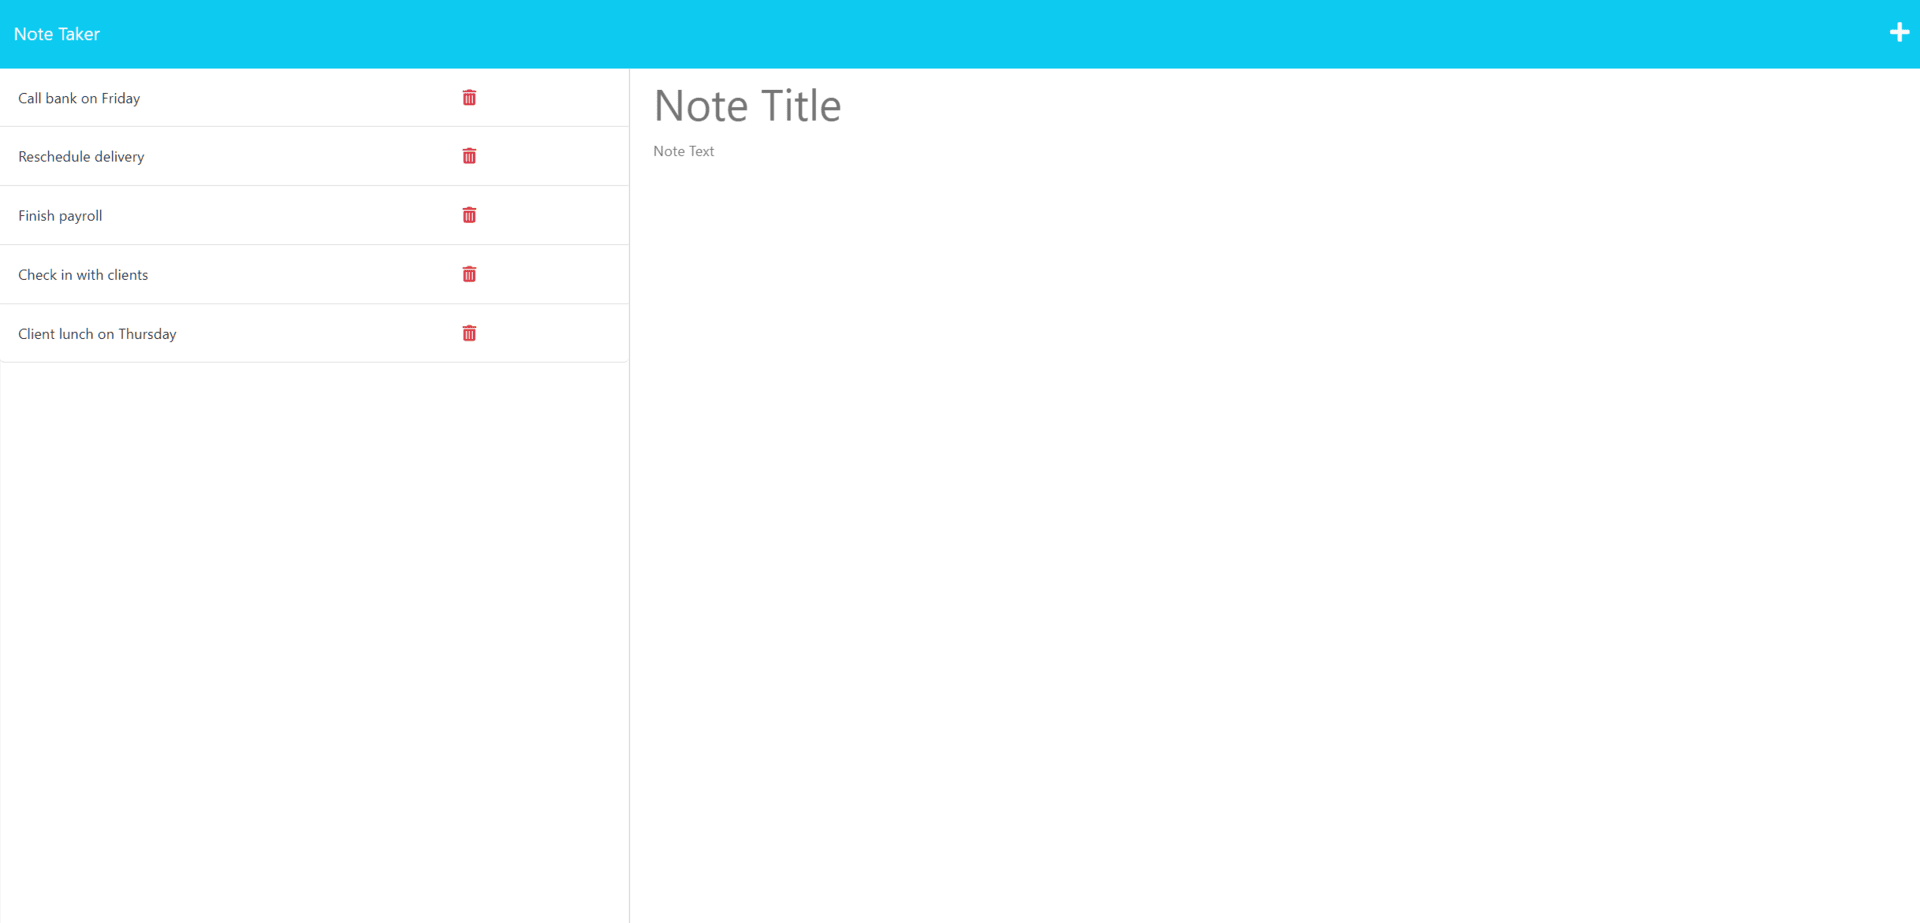 Note Taker
Call bank on Friday
Reschedule delivery
Finish payroll
Check in with clients
Client lunch on Thursday
Note Title
Note Text